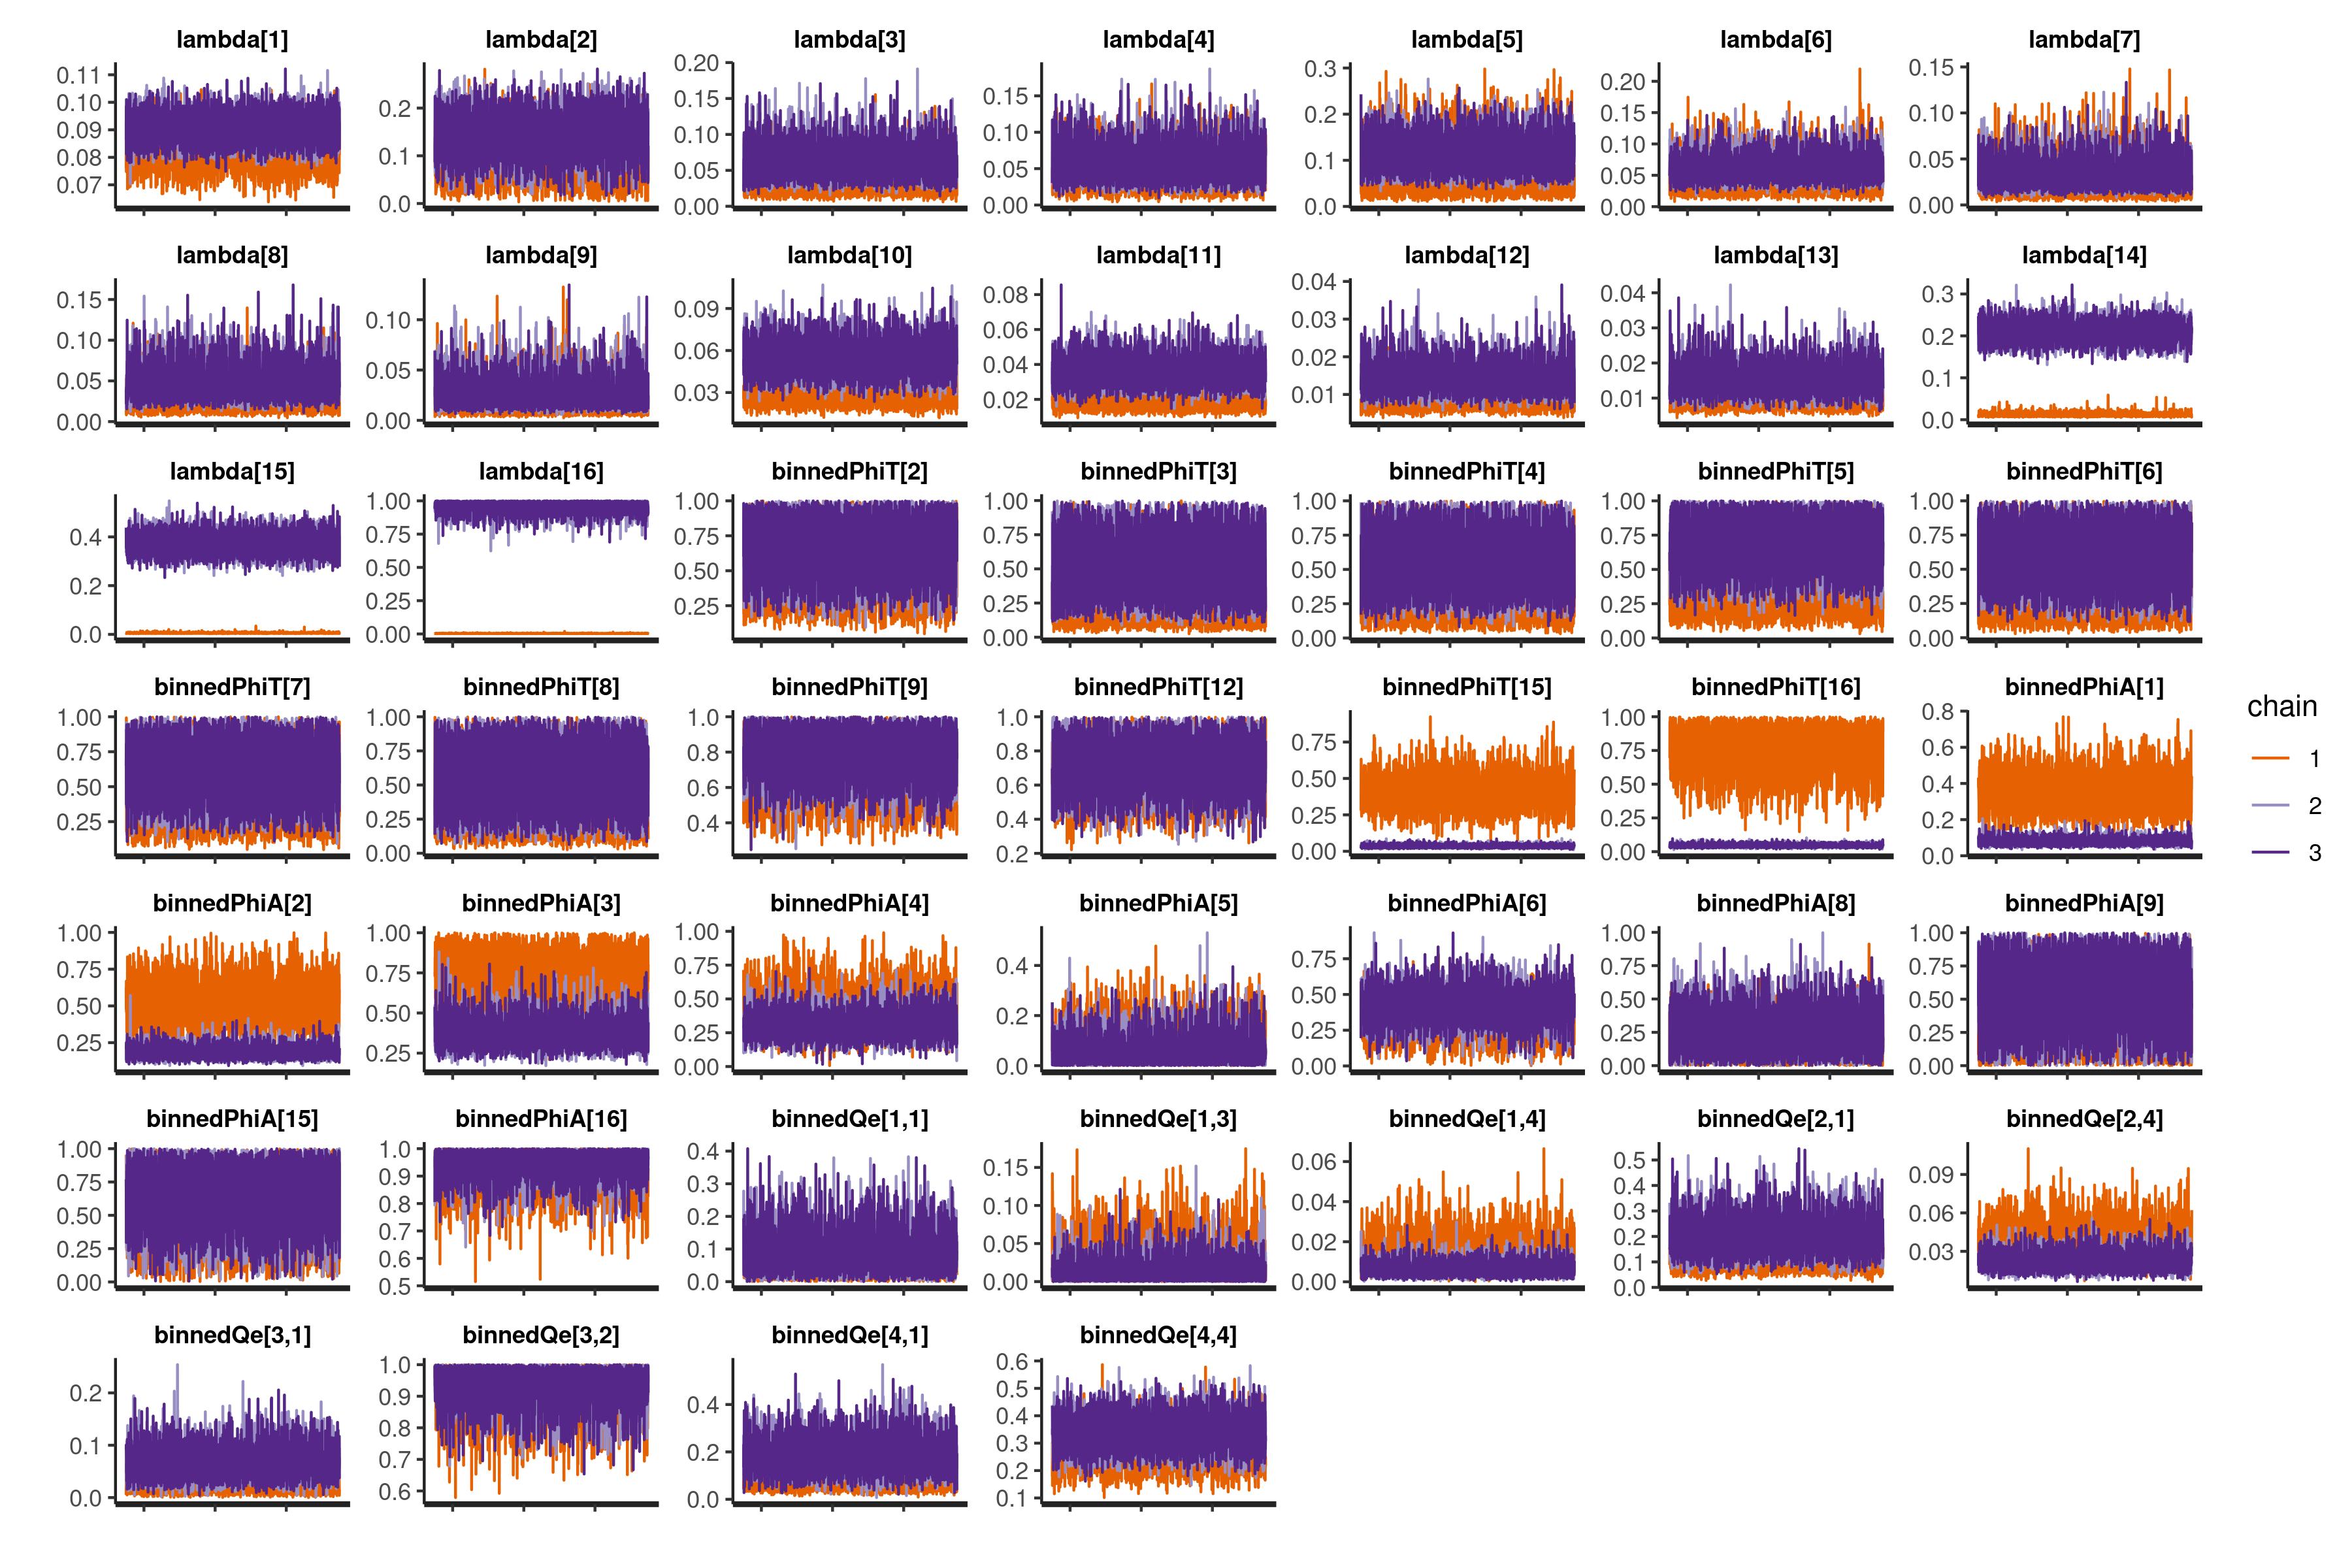 lambda[1] lambda[2] lambda[3] lambda[4] lambda[5] lambda[6] lambda[7]
0.11 0.10 0.09 0.08 0.07
0.2 0.1 0.0
0.20 0.15 0.10 0.05 0.00
0.15 0.10 0.05 0.00
0.3 0.2 0.1 0.0
0.20 0.15 0.10 0.05 0.00
0.15 0.10 0.05 0.00
lambda[8] lambda[9] lambda[10] lambda[11] lambda[12] lambda[13] lambda[14]
0.15 0.10 0.05 0.00
0.10 0.05 0.00
0.09 0.06 0.03
0.08 0.06 0.04 0.02
0.04 0.03 0.02 0.01
0.04 0.03 0.02 0.01
0.3 0.2 0.1 0.0
lambda[15] lambda[16] binnedPhiT[2] binnedPhiT[3] binnedPhiT[4] binnedPhiT[5] binnedPhiT[6]
0.4 0.2 0.0
1.00 0.75 0.50 0.25 0.00
1.00 0.75 0.50 0.25
1.00 0.75 0.50 0.25 0.00
1.00 0.75 0.50 0.25 0.00
1.00 0.75 0.50 0.25 0.00
1.00 0.75 0.50 0.25 0.00
binnedPhiT[7] binnedPhiT[8] binnedPhiT[9] binnedPhiT[12] binnedPhiT[15] binnedPhiT[16] binnedPhiA[1]
1.00 0.75 0.50 0.25
1.00 0.75 0.50 0.25 0.00
1.0 0.8 0.6 0.4
1.0 0.8 0.6 0.4 0.2
0.75 0.50 0.25 0.00
1.00 0.75 0.50 0.25 0.00
0.8 0.6 0.4 0.2 0.0
chain
1
2
3
binnedPhiA[2] binnedPhiA[3] binnedPhiA[4] binnedPhiA[5] binnedPhiA[6] binnedPhiA[8] binnedPhiA[9]
1.00 0.75 0.50 0.25
1.00 0.75 0.50 0.25
1.00 0.75 0.50 0.25 0.00
0.4 0.2 0.0
0.75 0.50 0.25 0.00
1.00 0.75 0.50 0.25 0.00
1.00 0.75 0.50 0.25 0.00
binnedPhiA[15] binnedPhiA[16] binnedQe[1,1] binnedQe[1,3] binnedQe[1,4] binnedQe[2,1] binnedQe[2,4]
1.00 0.75 0.50 0.25 0.00
1.0 0.9 0.8 0.7 0.6 0.5
0.4 0.3 0.2 0.1 0.0
0.15 0.10 0.05 0.00
0.06 0.04 0.02 0.00
0.5 0.4 0.3 0.2 0.1 0.0
0.09 0.06 0.03
binnedQe[3,1] binnedQe[3,2] binnedQe[4,1] binnedQe[4,4]
0.2 0.1 0.0
1.0 0.9 0.8 0.7 0.6
0.4 0.2 0.0
0.6 0.5 0.4 0.3 0.2 0.1